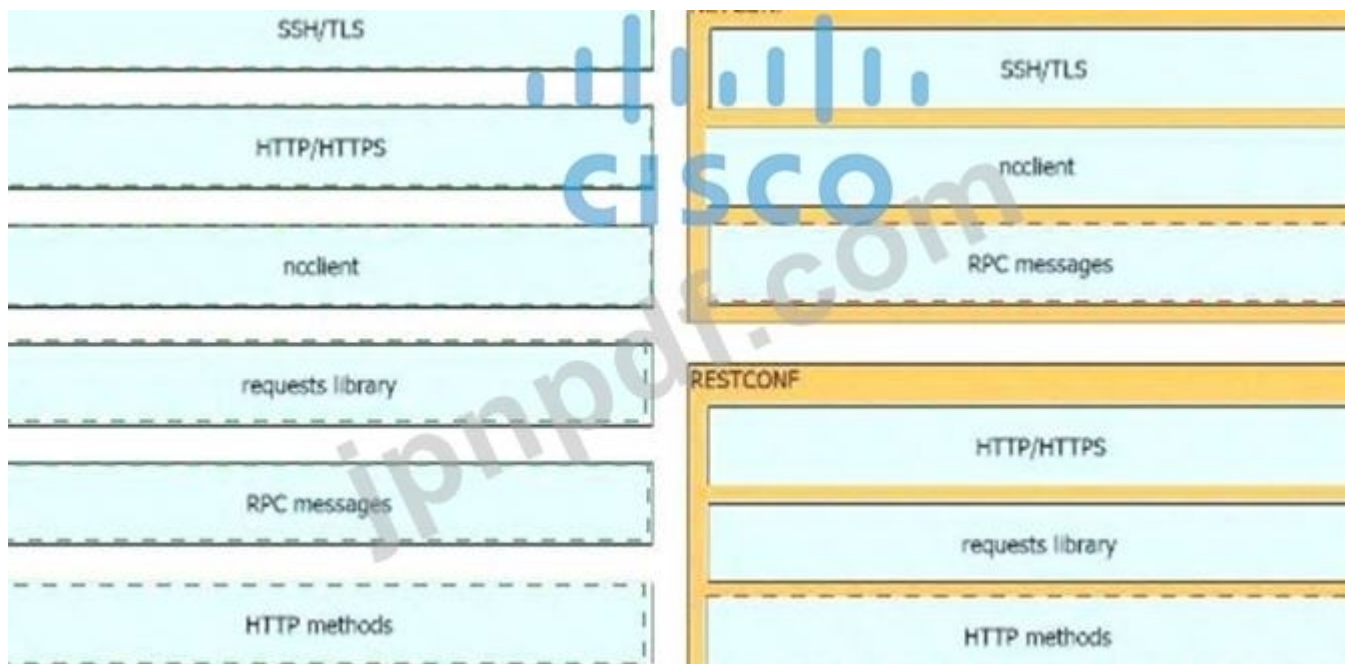 SSH/TLS
HTTP/HTTPS
ncclient
requests library
RPC messages
HTTP methods
SSH/TLS
ncclient
RPC messages
RESTCONF
HTTP/HTTPS
requests library
HTTP methods
CISCO
jpnpdf.com